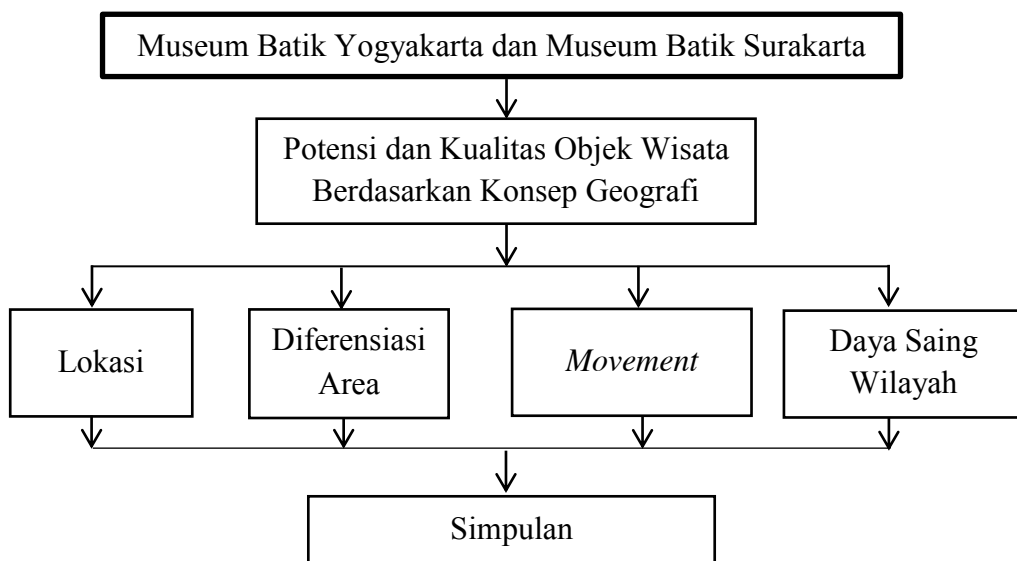 Museum Batik Yogyakarta dan Museum Batik Surakarta
Potensi dan Kualitas Objek Wisata
Berdasarkan Konsep Geografi
Lokasi
Diferensiasi
Area
Movement
Daya Saing
Wilayah
Simpulan